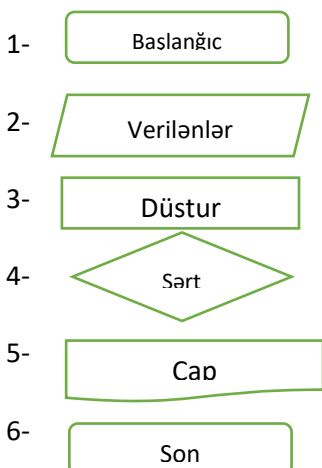 1- Başlanğıc
2- Verilənlər
3- Düstur
4- Şərt
5- Çap
6- Son